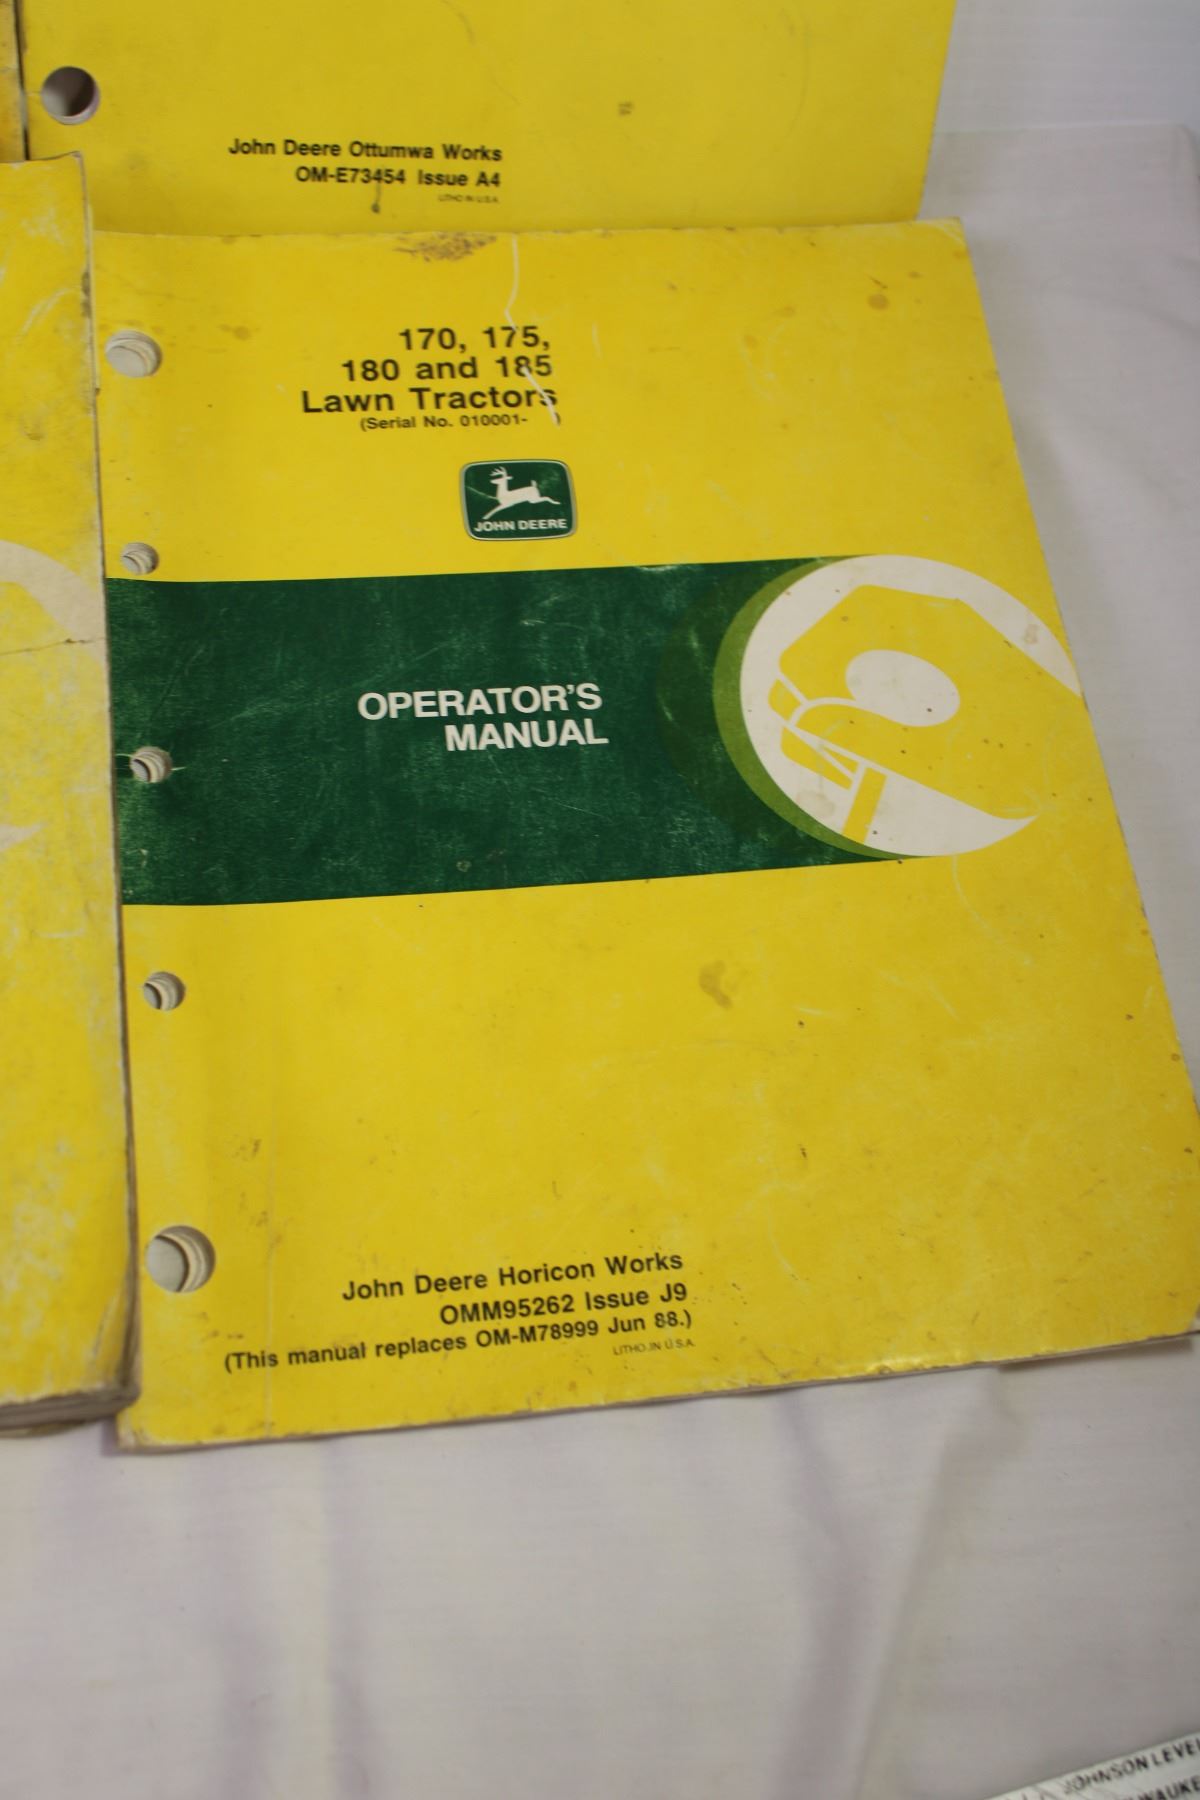 John Deere Ottumwa Works
OM-E73454 Issue A4
LITHO IN U.S.A.
170, 175,
180 and 185
Lawn Tractors
(Serial No. 010001- )
JOHN DEERE
OPERATOR'S
MANUAL
John Deere Horicon Works
OMM95262 Issue J9
(This manual replaces OM-M78999 Jun 88.)
LITHO IN U.S.A.
JOHNSON LEVEL